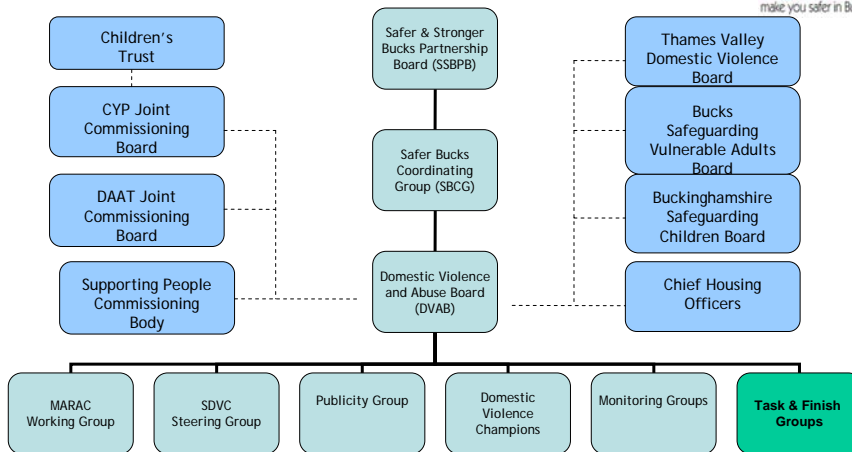 make you safer in Bu
Children's
Trust
Safer & Stronger
Bucks Partnership
Board (SSBPB)
Thames Valley
Domestic Violence
Board
CYP Joint
Commissioning
Board
Bucks
Safeguarding
Vulnerable Adults
Board
Safer Bucks
Coordinating
Group (SBCG)
DAAT Joint
Commissioning
Board
Buckinghamshire
Safeguarding
Children Board
Supporting People
Commissioning
Body
Domestic Violence
and Abuse Board
(DVAB)
Chief Housing
Officers
MARAC
Working Group
SDVC
Steering Group
Publicity Group
Domestic
Violence
Champions
Monitoring Groups
Task & Finish
Groups